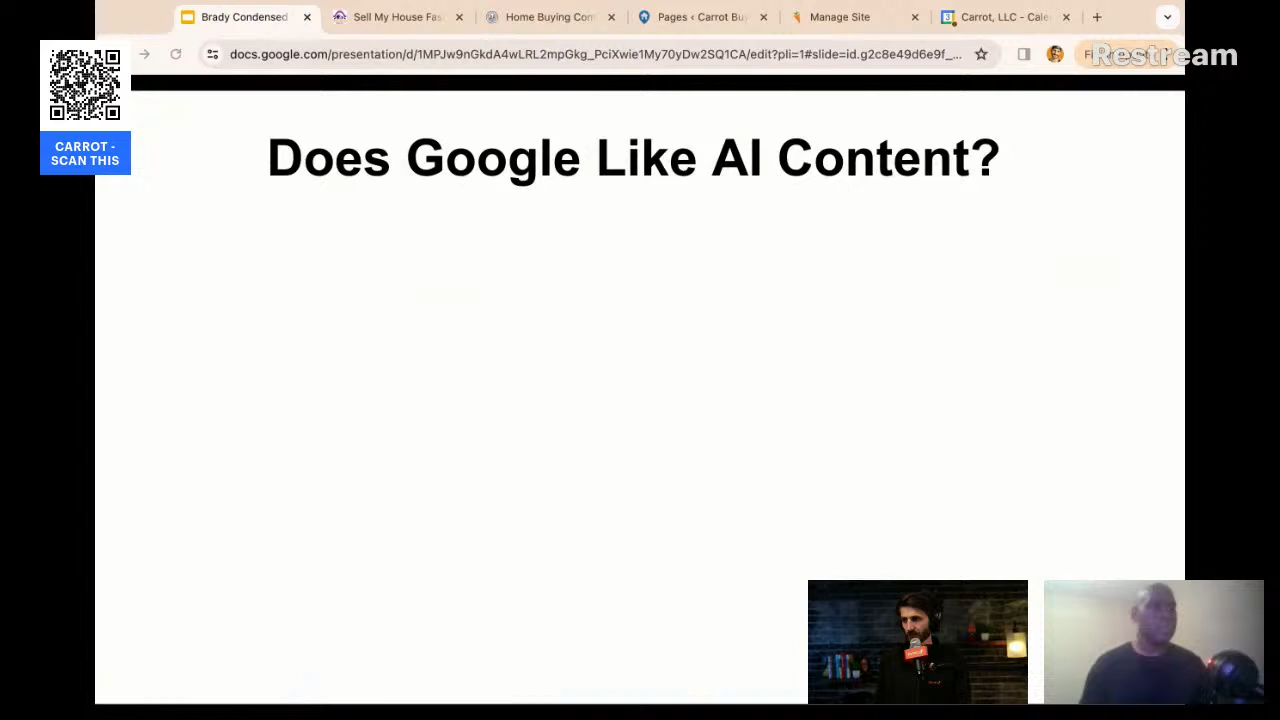 Brady Condensed
Sell My House Fas
Home Buying Com
Pages ‹ Carrot Bu
Manage Site
Carrot, LLC - Cale
docs.google.com/presentation/d/1MPJw9nGkdA4wLRL2mpGkg_PciXwie1My70yDw2SQ1CA/edit?pli=1#slide=id.g2c8e49d6e9f_...
Restream
CARROT -
SCAN THIS
Does Google Like AI Content?